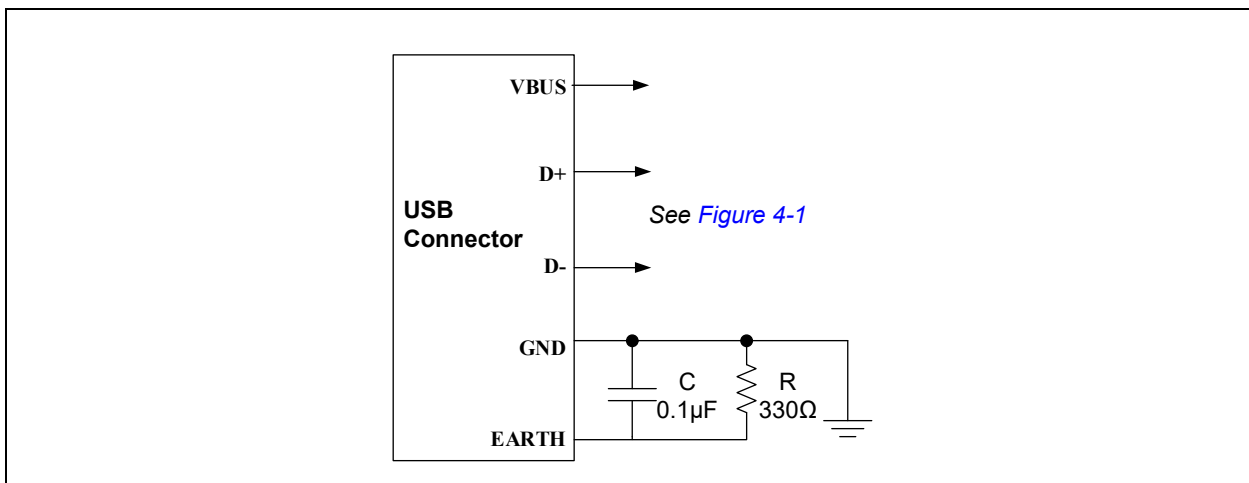 VBUS
D+
USB
Connector
See Figure 4-1
D-
GND
C
0.1µF
R
330Ω
EARTH